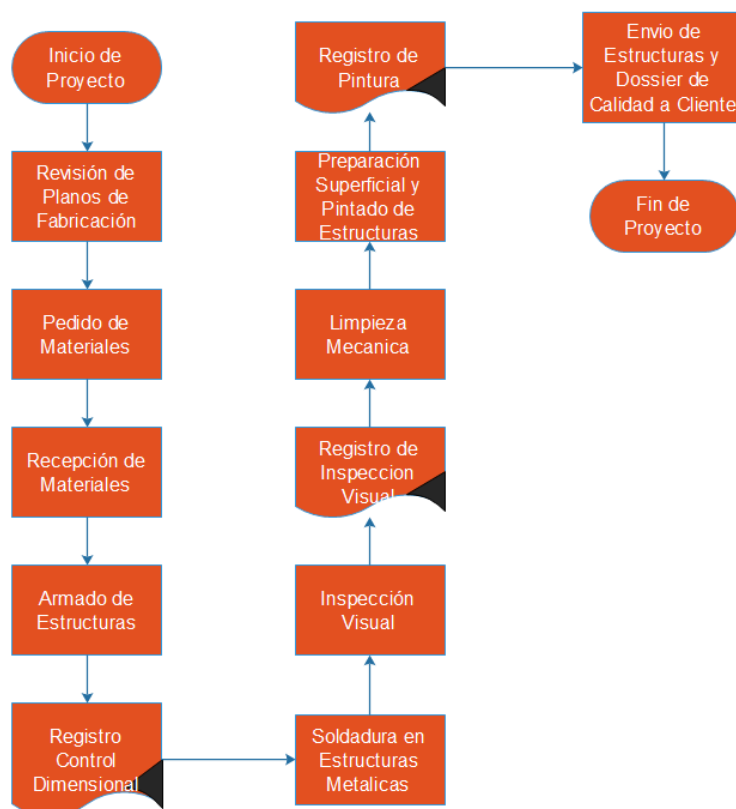 Inicio de
Proyecto
Revisión de
Planos de
Fabricación
Pedido de
Materiales
Recepción de
Materiales
Armado de
Estructuras
Registro
Control
Dimensional
Soldadura en
Estructuras
Metalicas
Inspección
Visual
Registro de
Inspeccion
Visual
Limpieza
Mecanica
Preparación
Superficial y
Pintado de
Estructuras
Registro de
Pintura
Envio de
Estructuras y
Dossier de
Calidad a Cliente
Fin de
Proyecto